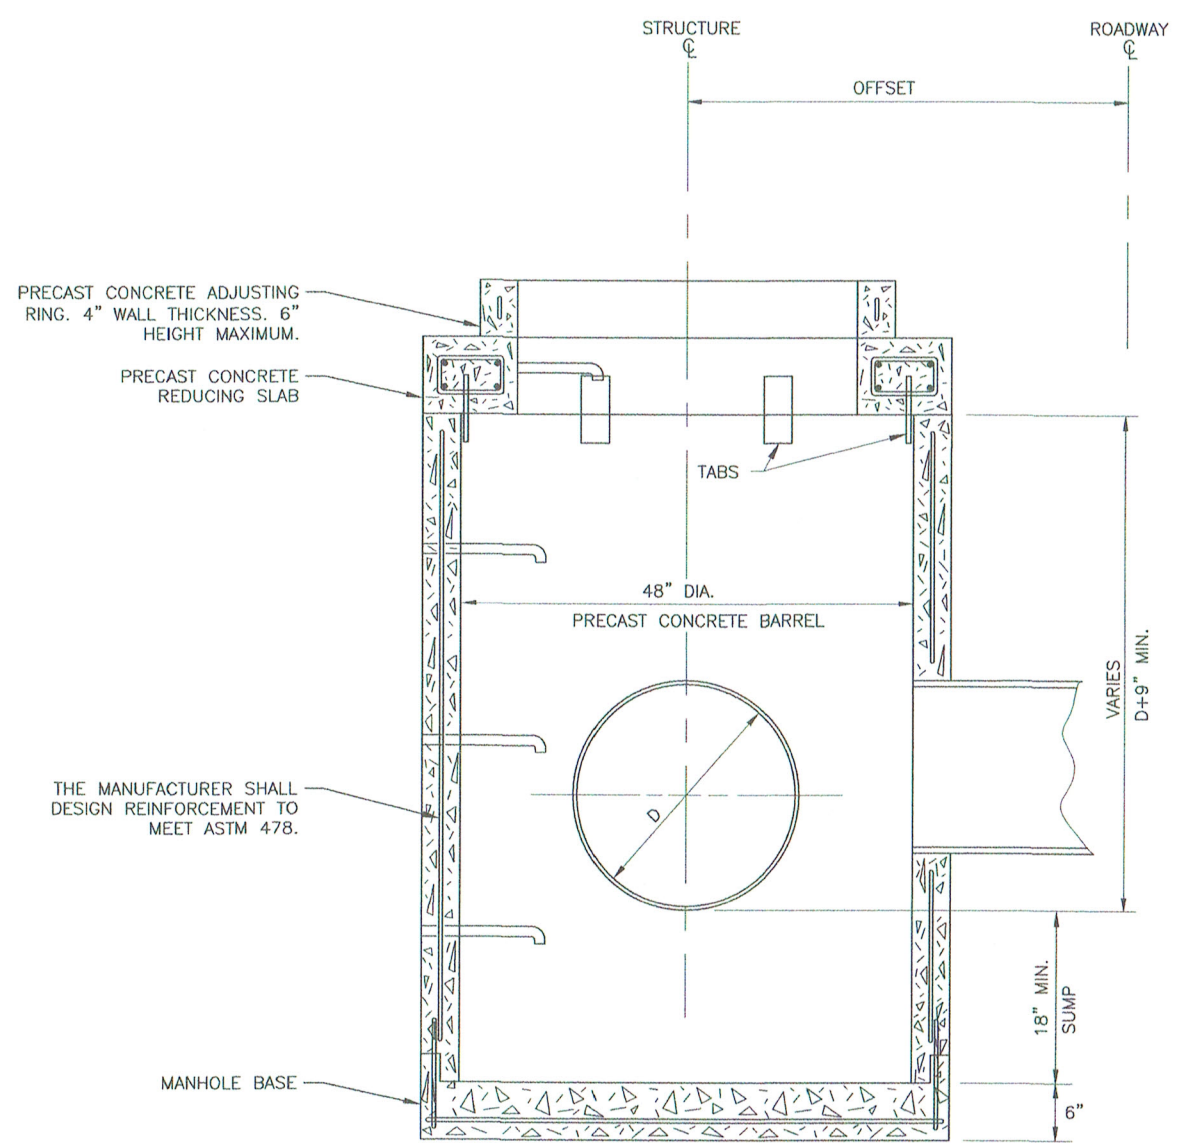 STRUCTURE
℄
ROADWAY
℄
OFFSET
PRECAST CONCRETE ADJUSTING
RING. 4" WALL THICKNESS. 6"
HEIGHT MAXIMUM.
PRECAST CONCRETE
REDUCING SLAB
TABS
48" DIA.
PRECAST CONCRETE BARREL
VARIES
D+9" MIN.
D
THE MANUFACTURER SHALL
DESIGN REINFORCEMENT TO
MEET ASTM 478.
18" MIN.
SUMP
MANHOLE BASE
6"